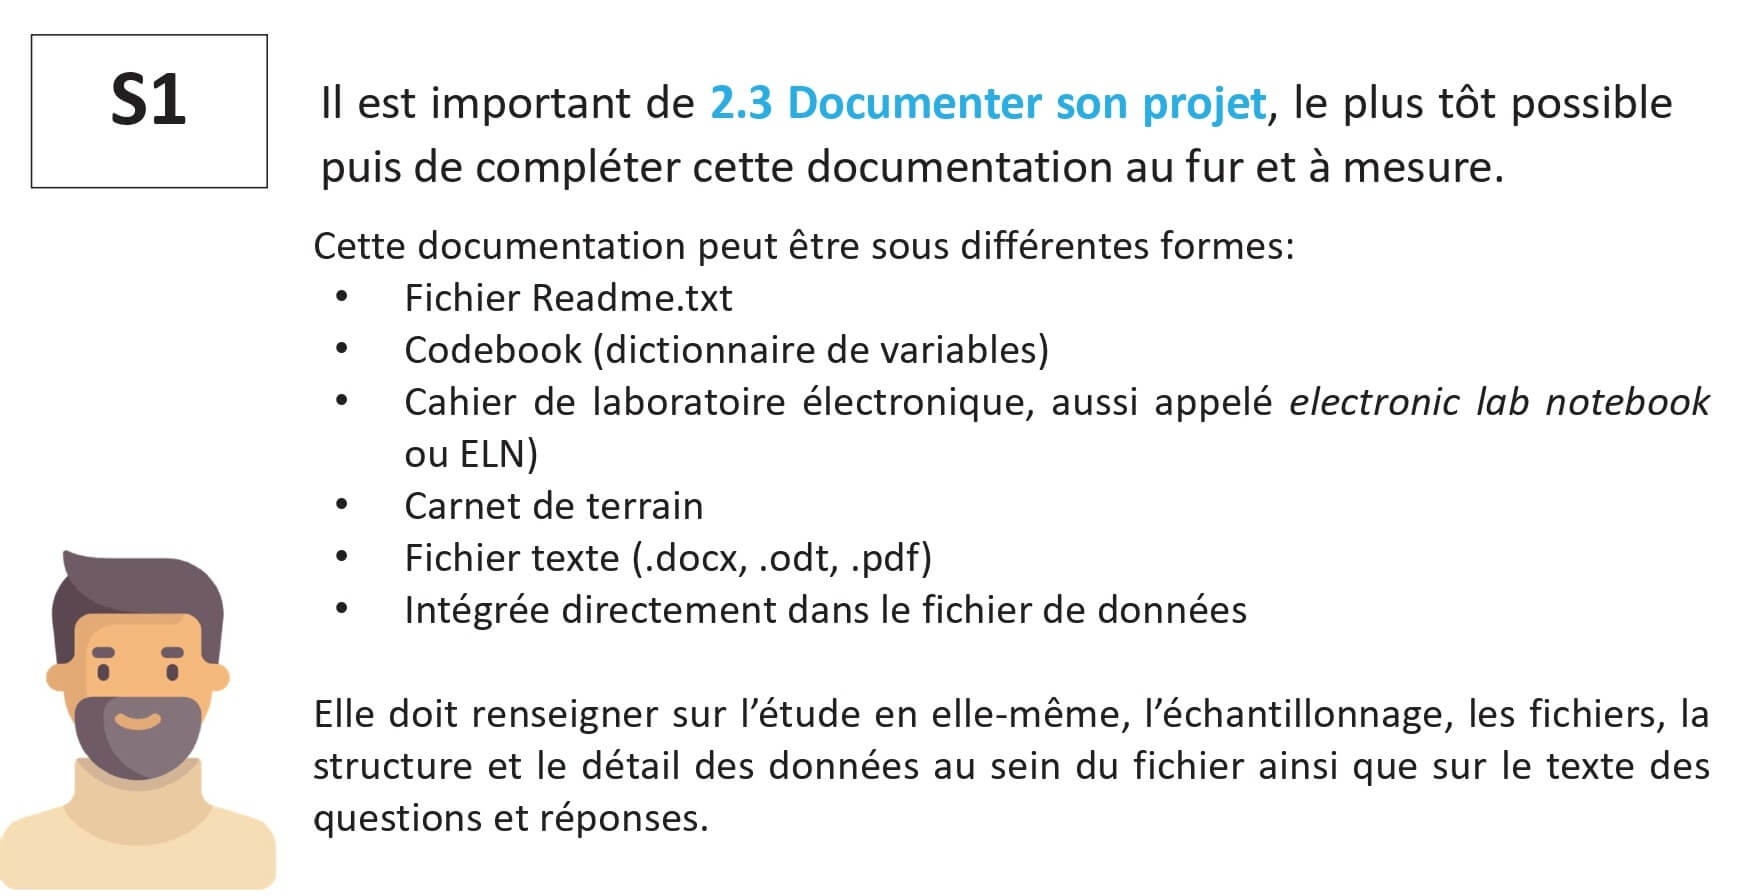 S1
Il est important de 2.3 Documenter son projet, le plus tôt possible
puis de compléter cette documentation au fur et à mesure.
Cette documentation peut être sous différentes formes:
• Fichier Readme.txt
• Codebook (dictionnaire de variables)
• Cahier de laboratoire électronique, aussi appelé electronic lab notebook
ou ELN)
• Carnet de terrain
• Fichier texte (.docx, .odt, .pdf)
• Intégrée directement dans le fichier de données
Elle doit renseigner sur l’étude en elle-même, l’échantillonnage, les fichiers, la
structure et le détail des données au sein du fichier ainsi que sur le texte des
questions et réponses.